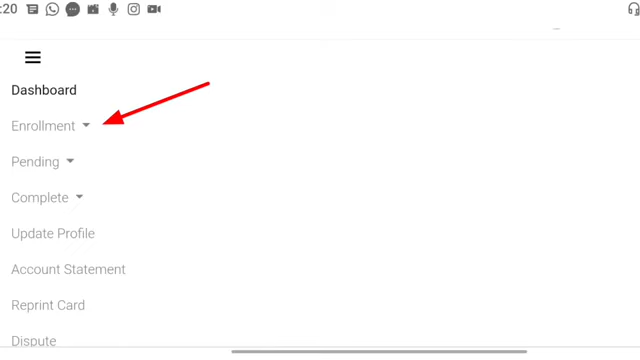 :20
Dashboard
Enrollment
Pending
Complete
Update Profile
Account Statement
Reprint Card
Dispute